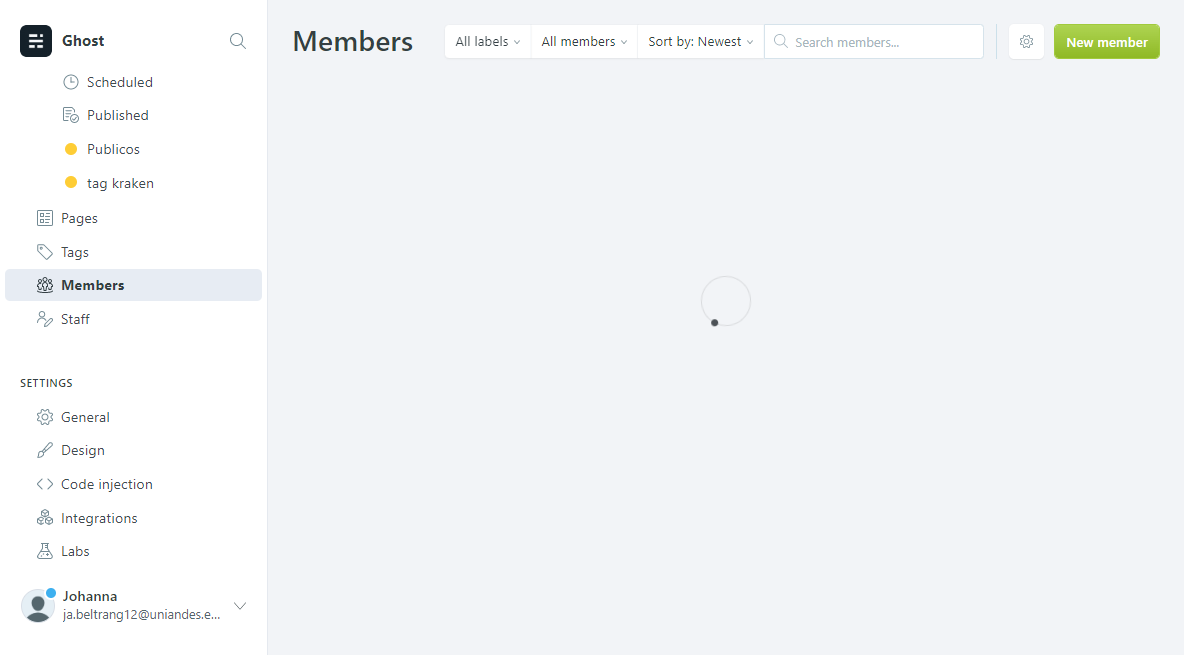 Ghost
Scheduled
Published
Publicos
tag kraken
Pages
Tags
Members
Staff
SETTINGS
General
Design
Code injection
Integrations
Labs
Johanna
ja.beltrang12@uniandes.e...
Members
All labels
All members
Sort by: Newest
Search members...
New member